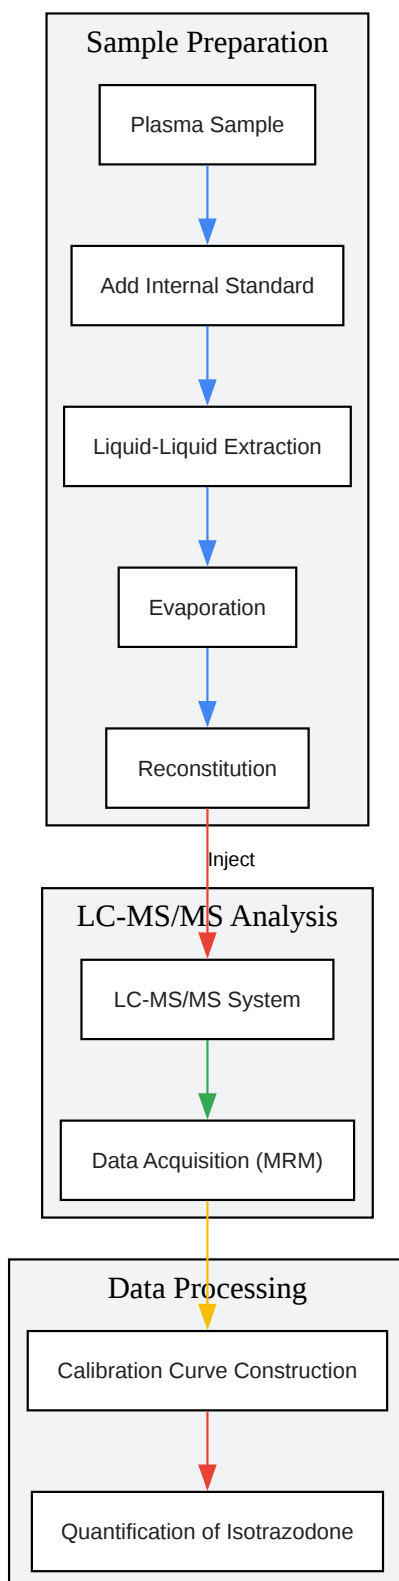 Sample Preparation
Plasma Sample
Add Internal Standard
Liquid-Liquid Extraction
Evaporation
Reconstitution
Inject
LC-MS/MS Analysis
LC-MS/MS System
Data Acquisition (MRM)
Data Processing
Calibration Curve Construction
Quantification of Isotrazodone